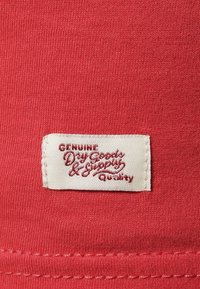 GENUINE
Dry Goods
& Supply
Quality